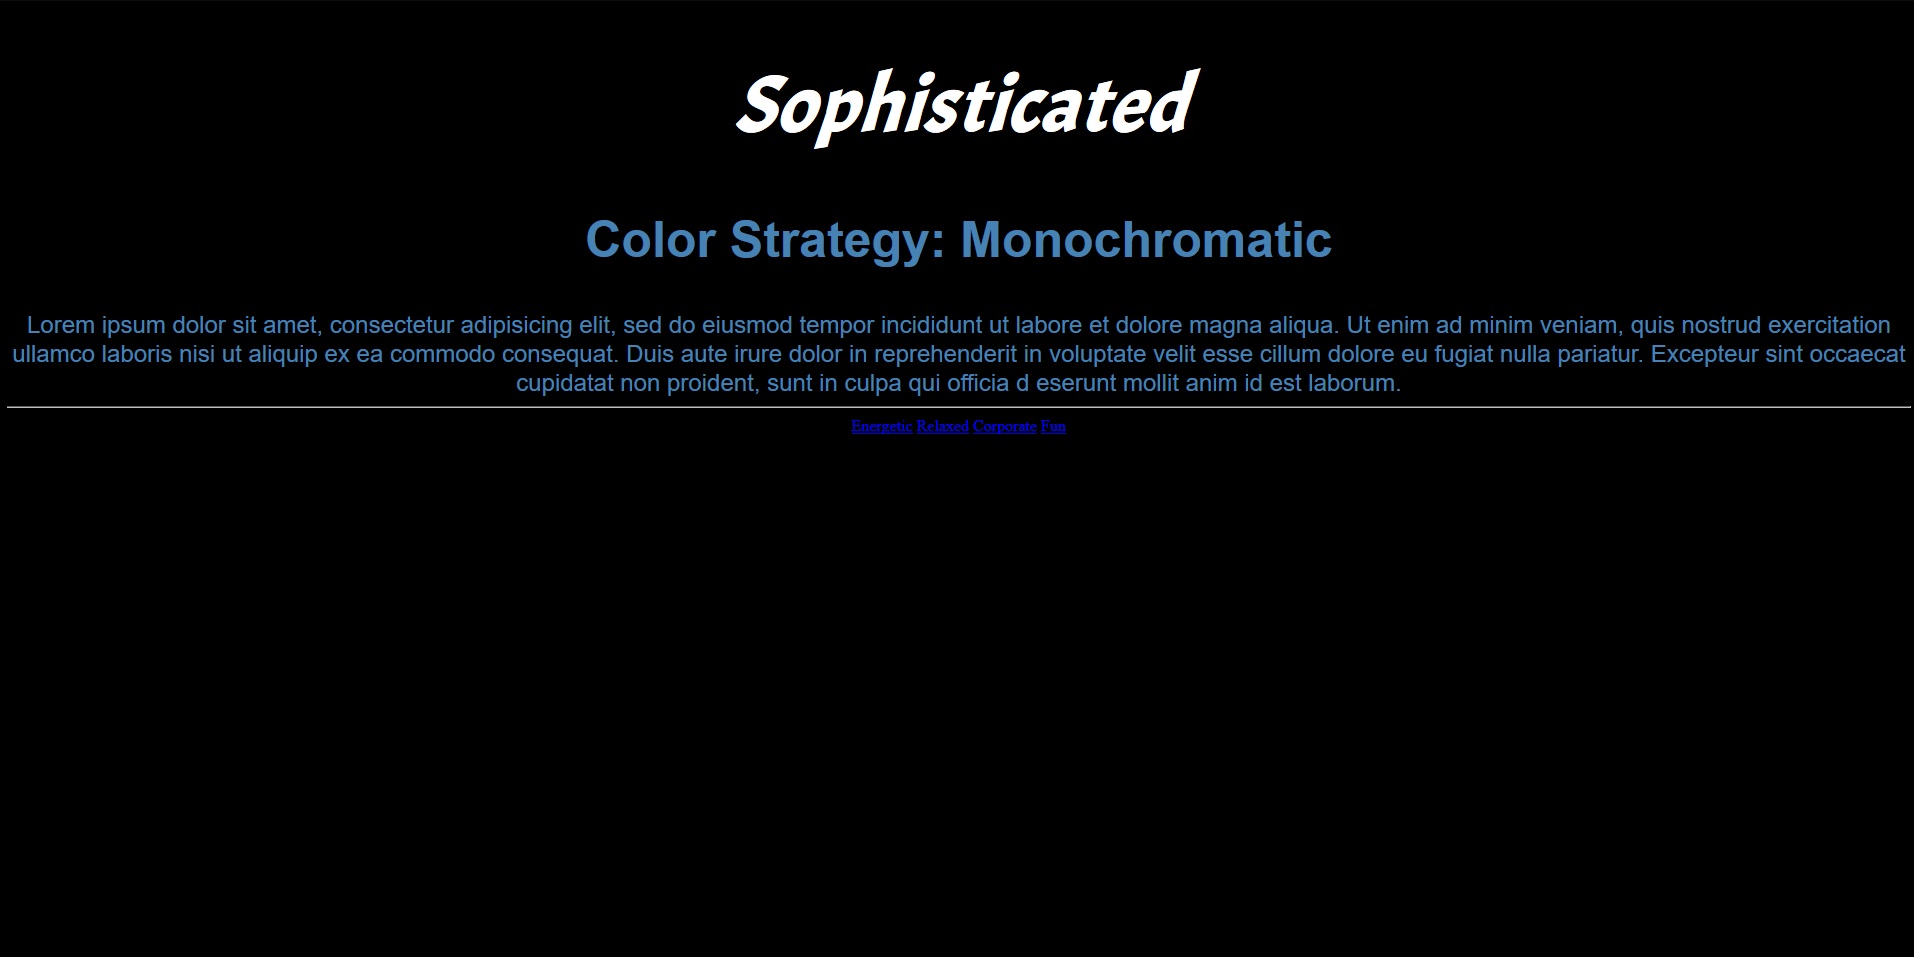 Sophisticated
Color Strategy: Monochromatic
Lorem ipsum dolor sit amet, consectetur adipisicing elit, sed do eiusmod tempor incididunt ut labore et dolore magna aliqua. Ut enim ad minim veniam, quis nostrud exercitation
ullamco laboris nisi ut aliquip ex ea commodo consequat. Duis aute irure dolor in reprehenderit in voluptate velit esse cillum dolore eu fugiat nulla pariatur. Excepteur sint occaecat
cupidatat non proident, sunt in culpa qui officia d eserunt mollit anim id est laborum.
Energetic Relaxed Corporate Fun